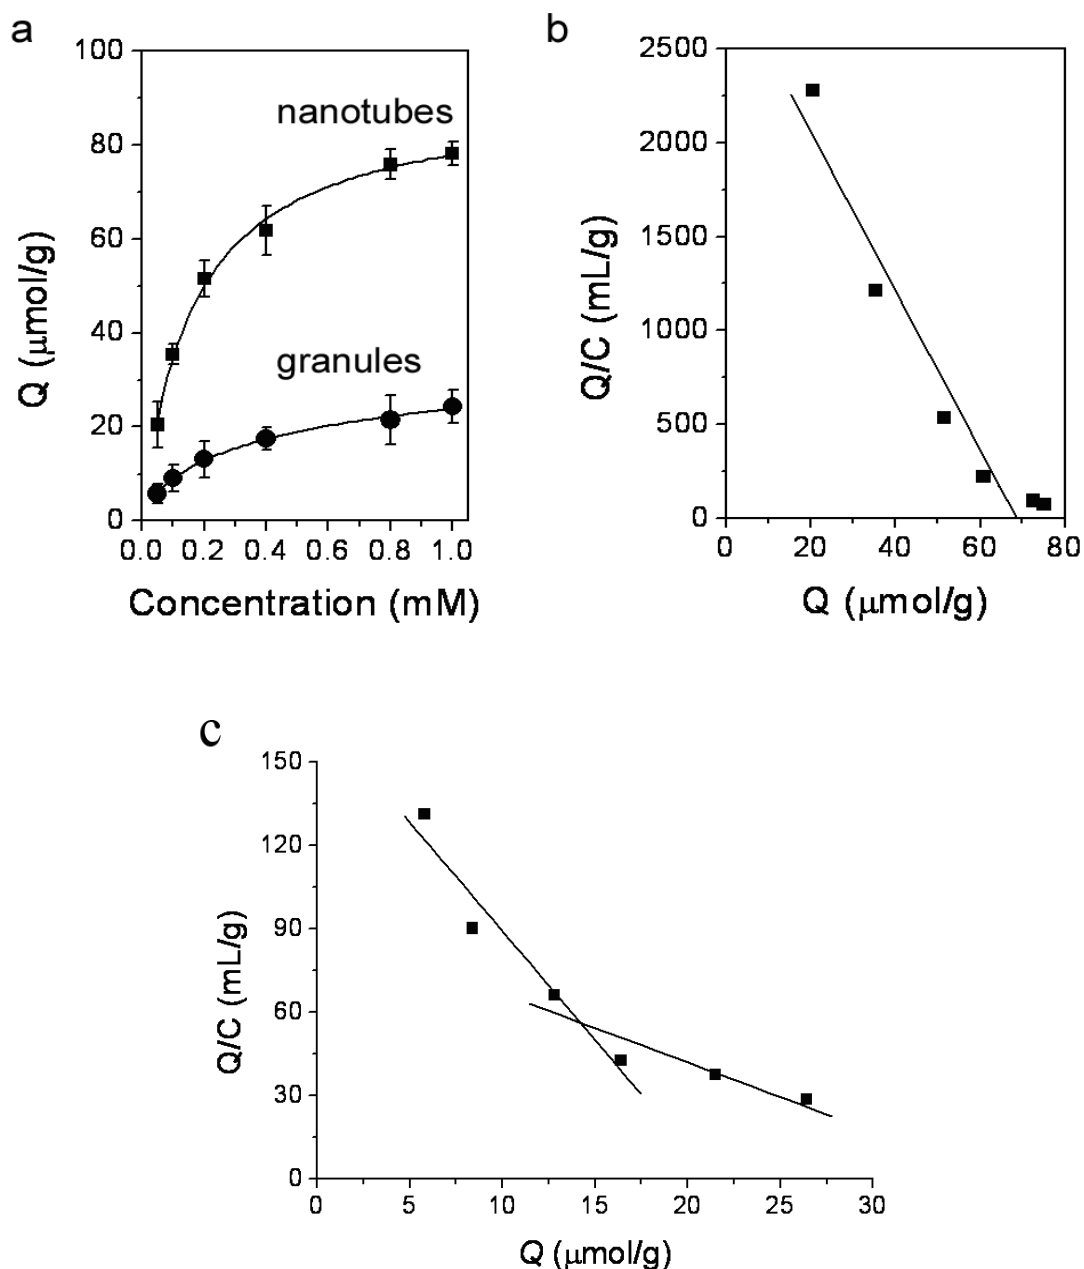 a
100
80
60
40
20
0
Q (μmol/g)
nanotubes
granules
0.0 0.2 0.4 0.6 0.8 1.0
Concentration (mM)
b
2500
2000
1500
1000
500
0
Q/C (mL/g)
0 20 40 60 80
Q (μmol/g)
c
150
120
90
60
30
0
Q/C (mL/g)
0 5 10 15 20 25 30
Q (μmol/g)